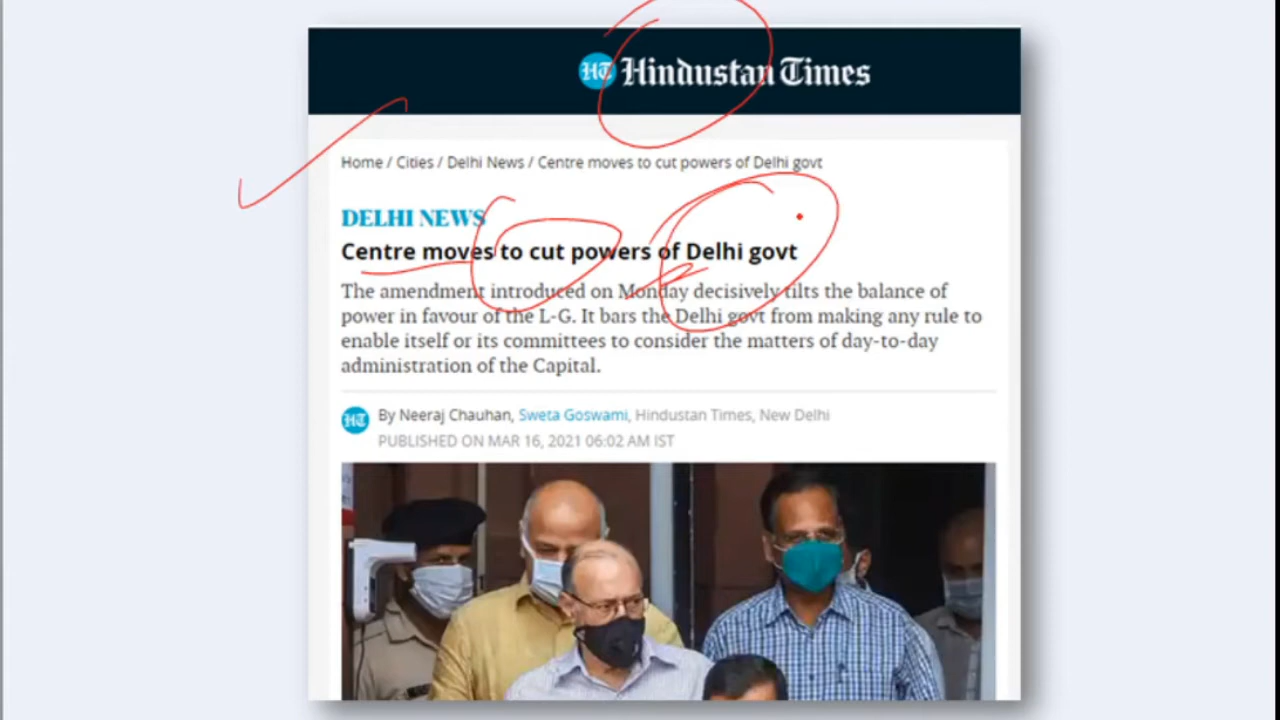 HT Hindustan Times
Home / Cities / Delhi News / Centre moves to cut powers of Delhi govt
DELHI NEWS
Centre moves to cut powers of Delhi govt
The amendment introduced on Monday decisively tilts the balance of
power in favour of the L-G. It bars the Delhi govt from making any rule to
enable itself or its committees to consider the matters of day-to-day
administration of the Capital.
HT By Neeraj Chauhan, Sweta Goswami, Hindustan Times, New Delhi
PUBLISHED ON MAR 16, 2021 06:02 AM IST